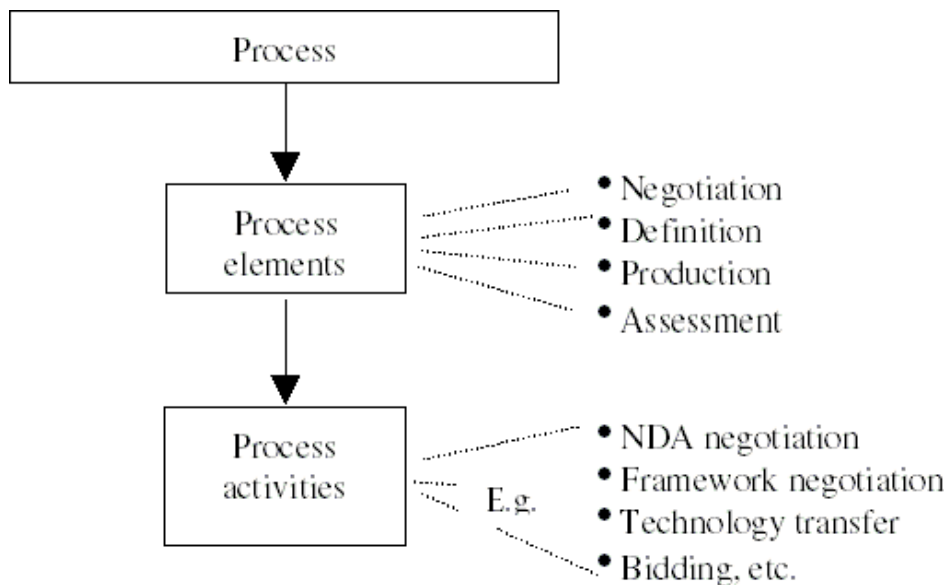 Process
Process
elements
• Negotiation
• Definition
• Production
• Assessment
Process
activities
E.g.
• NDA negotiation
• Framework negotiation
• Technology transfer
• Bidding, etc.